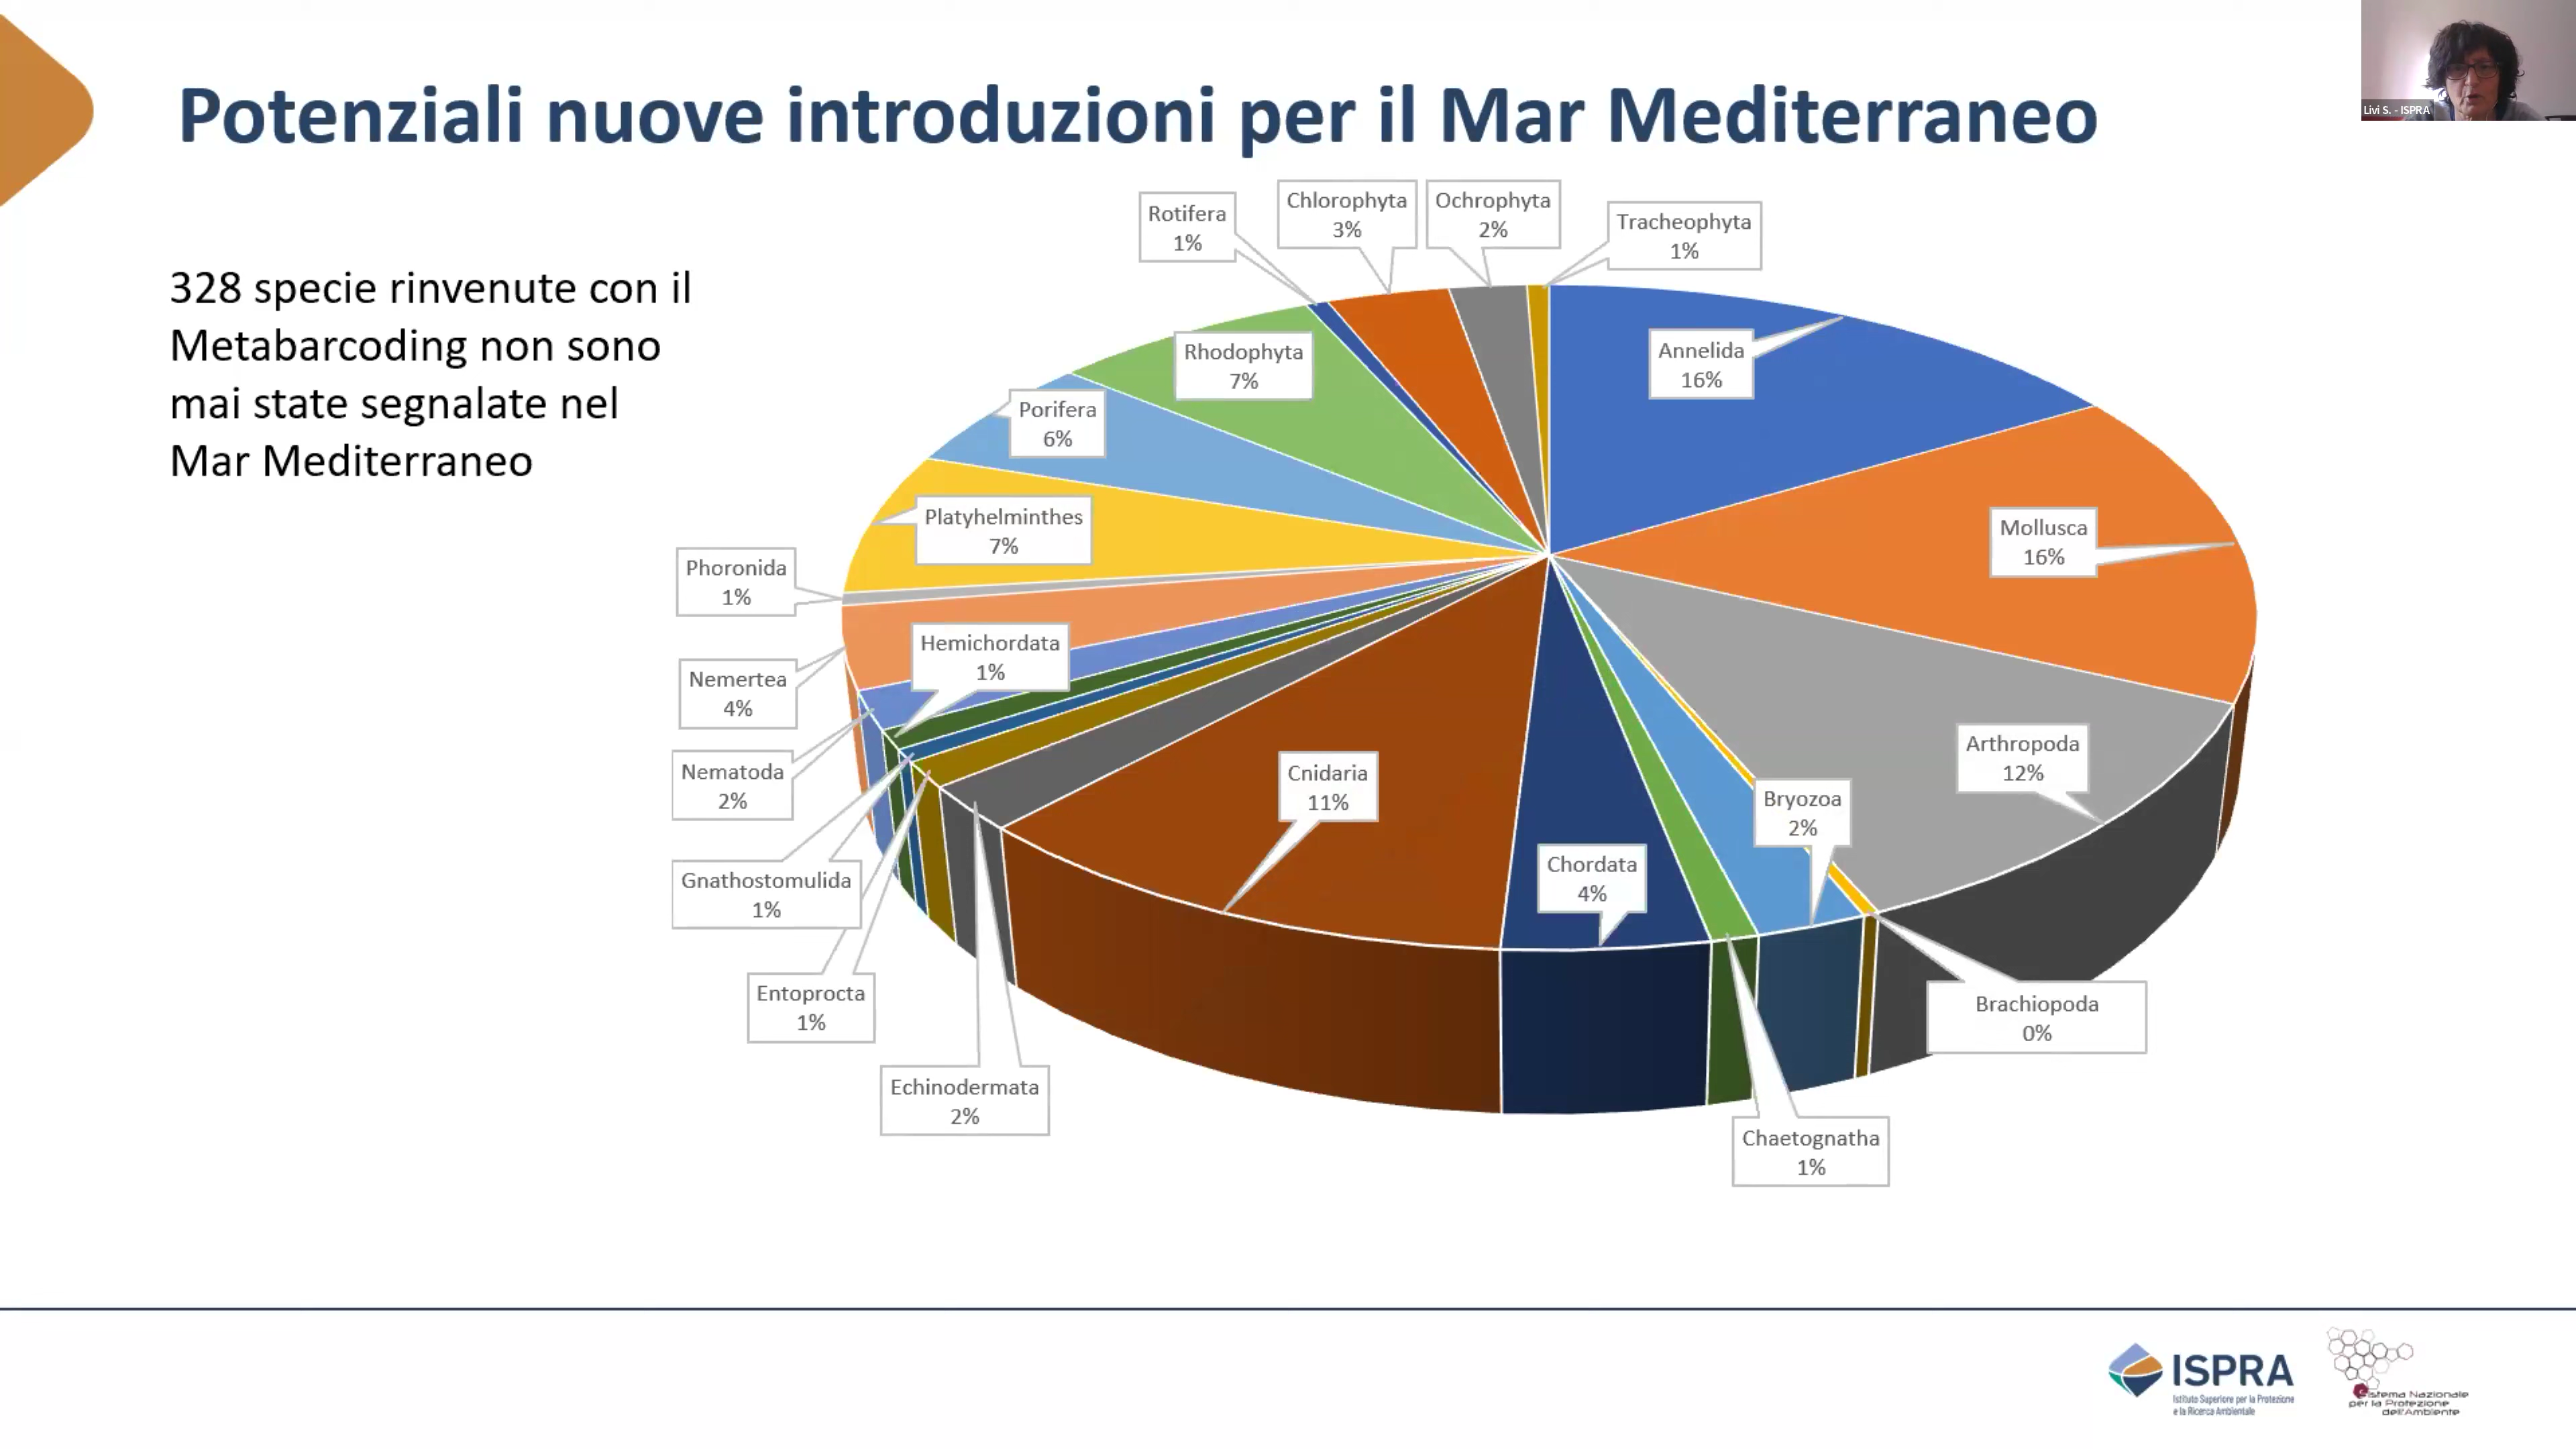 Potenziali nuove introduzioni per il Mar Mediterraneo
Livi S. - ISPRA
328 specie rinvenute con il
Metabarcoding non sono
mai state segnalate nel
Mar Mediterraneo
Rotifera
1%
Chlorophyta
3%
Ochrophyta
2%
Tracheophyta
1%
Annelida
16%
Rhodophyta
7%
Porifera
6%
Platyhelminthes
7%
Mollusca
16%
Phoronida
1%
Hemichordata
1%
Nemertea
4%
Nematoda
2%
Arthropoda
12%
Cnidaria
11%
Bryozoa
2%
Chordata
4%
Gnathostomulida
1%
Entoprocta
1%
Brachiopoda
0%
Echinodermata
2%
Chaetognatha
1%
ISPRA
Istituto Superiore per la Protezione
e la Ricerca Ambientale
Sistema Nazionale
per la Protezione
dell'Ambiente